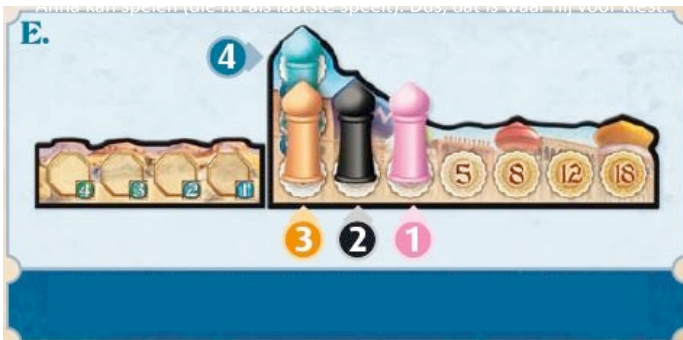 Anna kan spelen (die nu als laatste speelt). Dus, dat is waar hij voor kiest.
E.
4
4 3 2 1
5 8 12 18
3 2 1